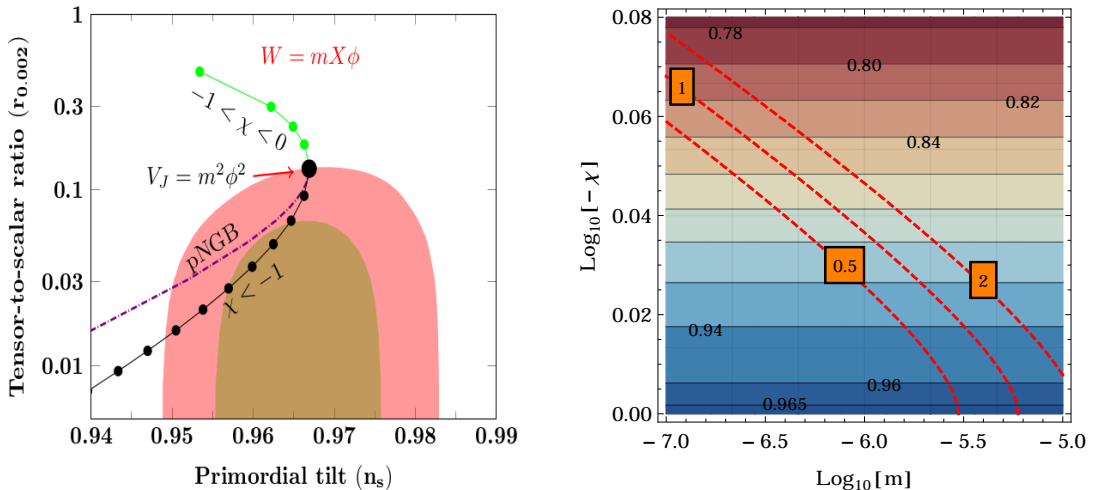 1
0.3
0.1
0.03
0.01
Tensor-to-scalar ratio (r0.002)
W = mXϕ
−1 < χ < 0
V_J = m²ϕ²
pNGB
χ < −1
0.94 0.95 0.96 0.97 0.98 0.99
Primordial tilt (nₛ)
0.08
0.06
0.04
0.02
0.00
Log₁₀[−χ]
0.78
0.80
0.82
0.84
0.94
0.96
0.965
1
0.5
2
−7.0 −6.5 −6.0 −5.5 −5.0
Log₁₀[m]